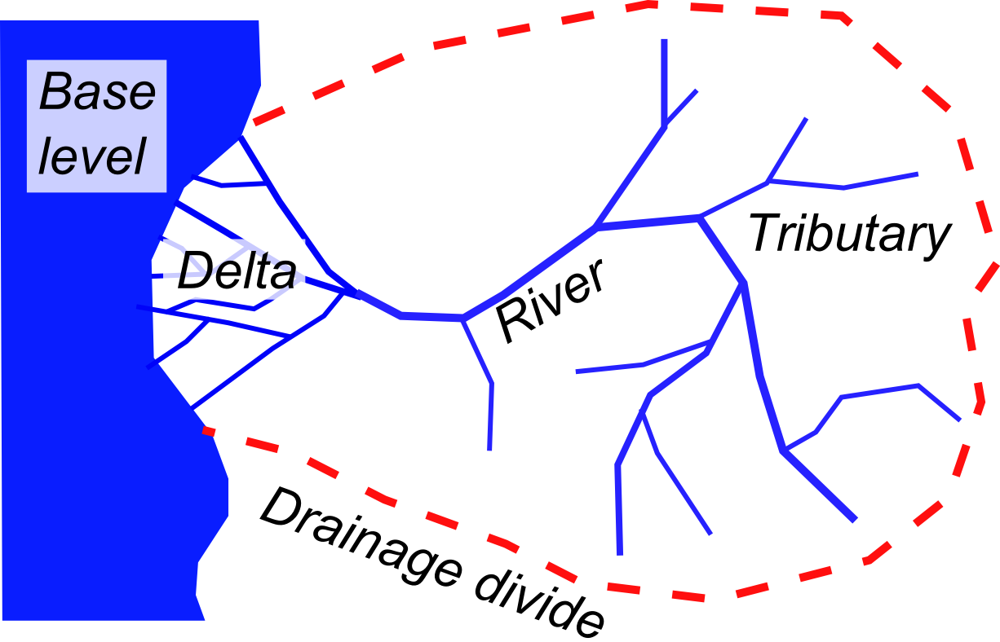 Base
level
Delta
River
Tributary
Drainage divide